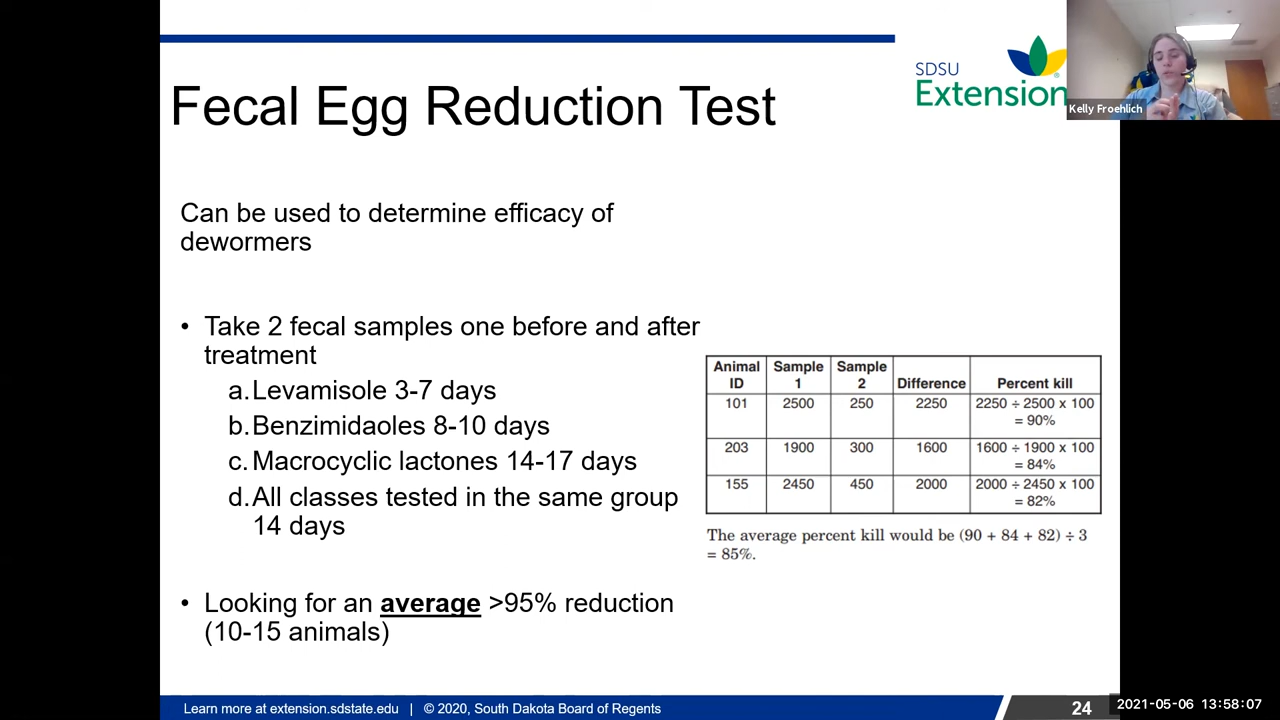 SDSU
Extension
Kelly Froehlich
Fecal Egg Reduction Test
Can be used to determine efficacy of
dewormers
• Take 2 fecal samples one before and after
treatment
a. Levamisole 3-7 days
b. Benzimidaoles 8-10 days
c. Macrocyclic lactones 14-17 days
d. All classes tested in the same group
14 days
• Looking for an average >95% reduction
(10-15 animals)
Animal ID Sample 1 Sample 2 Difference Percent kill
101 2500 250 2250 2250 ÷ 2500 x 100
= 90%
203 1900 300 1600 1600 ÷ 1900 x 100
= 84%
155 2450 450 2000 2000 ÷ 2450 x 100
= 82%
The average percent kill would be (90 + 84 + 82) ÷ 3
= 85%.
Learn more at extension.sdstate.edu | © 2020, South Dakota Board of Regents
24
2021-05-06 13:58:07